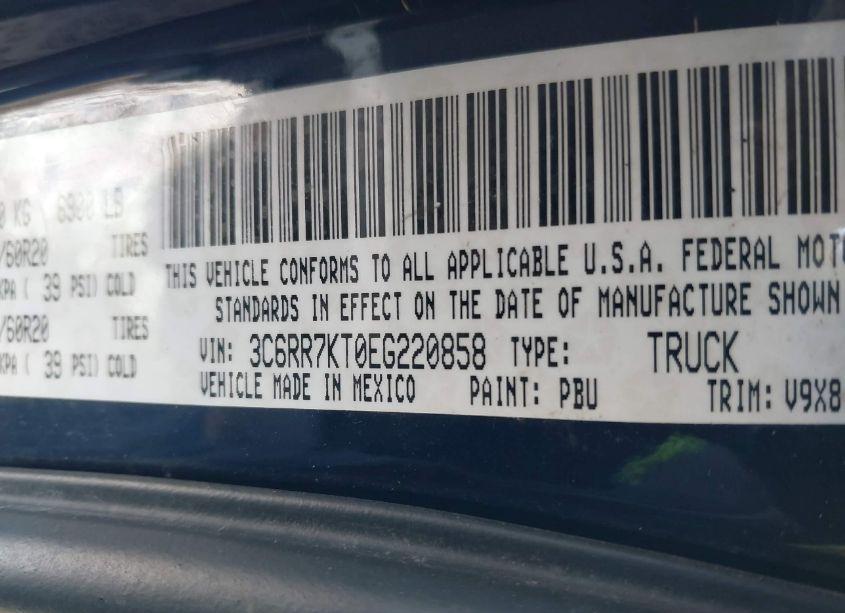 0 KG 6900 LB
/60R20 TIRES
KPA ( 39 PSI) COLD
/60R20 TIRES
KPA ( 39 PSI) COLD
THIS VEHICLE CONFORMS TO ALL APPLICABLE U.S.A. FEDERAL MOTO
STANDARDS IN EFFECT ON THE DATE OF MANUFACTURE SHOWN
VIN: 3C6RR7KT0EG220858 TYPE: TRUCK
VEHICLE MADE IN MEXICO PAINT: PBU TRIM: V9X8